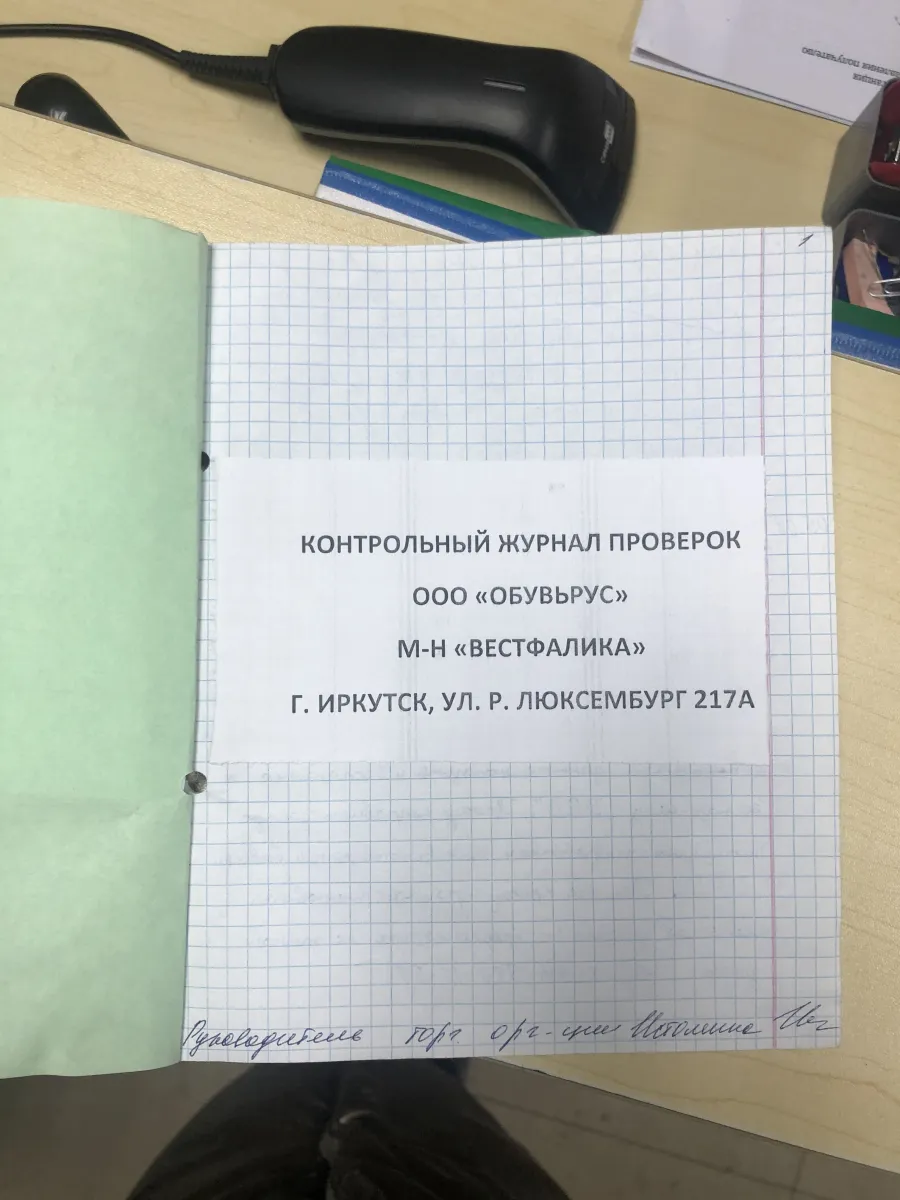 1
КОНТРОЛЬНЫЙ ЖУРНАЛ ПРОВЕРОК
ООО «ОБУВЬРУС»
М-Н «ВЕСТФАЛИКА»
Г. ИРКУТСК, УЛ. Р. ЛЮКСЕМБУРГ 217А
Руководитель торг орг-ции